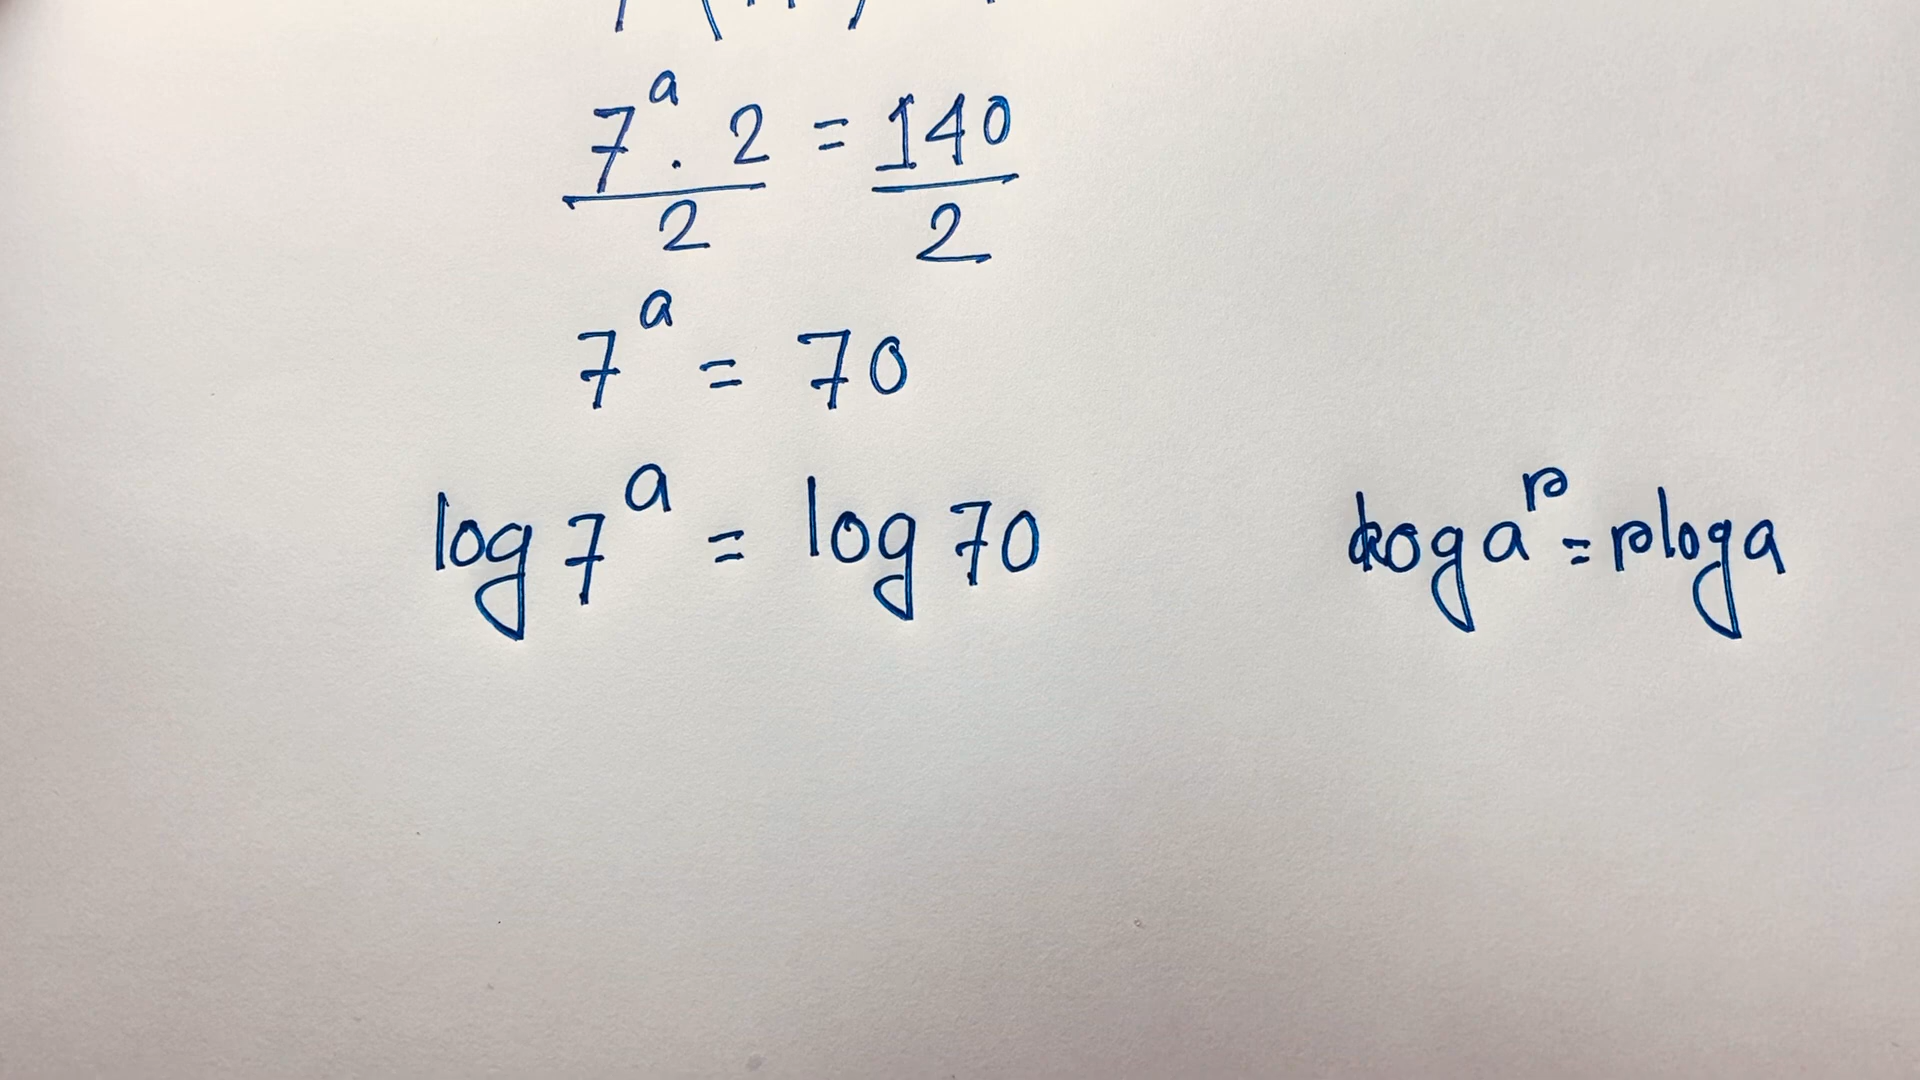 7^a . 2 / 2 = 140 / 2
7^a = 70
log 7^a = log 70
log a^p = p log a